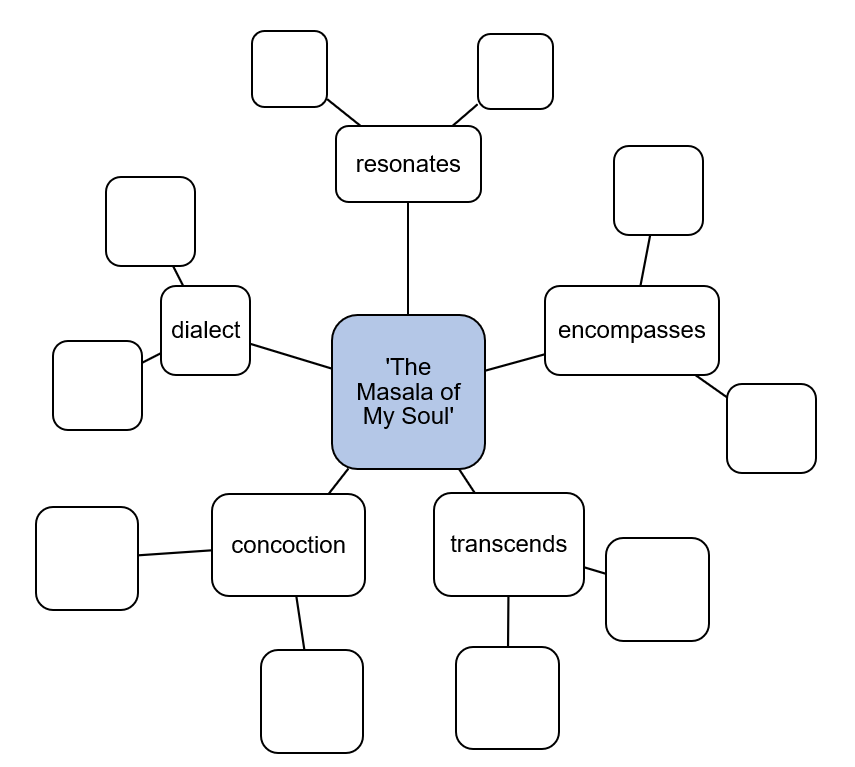 resonates
dialect
encompasses
'The
Masala of
My Soul'
concoction
transcends